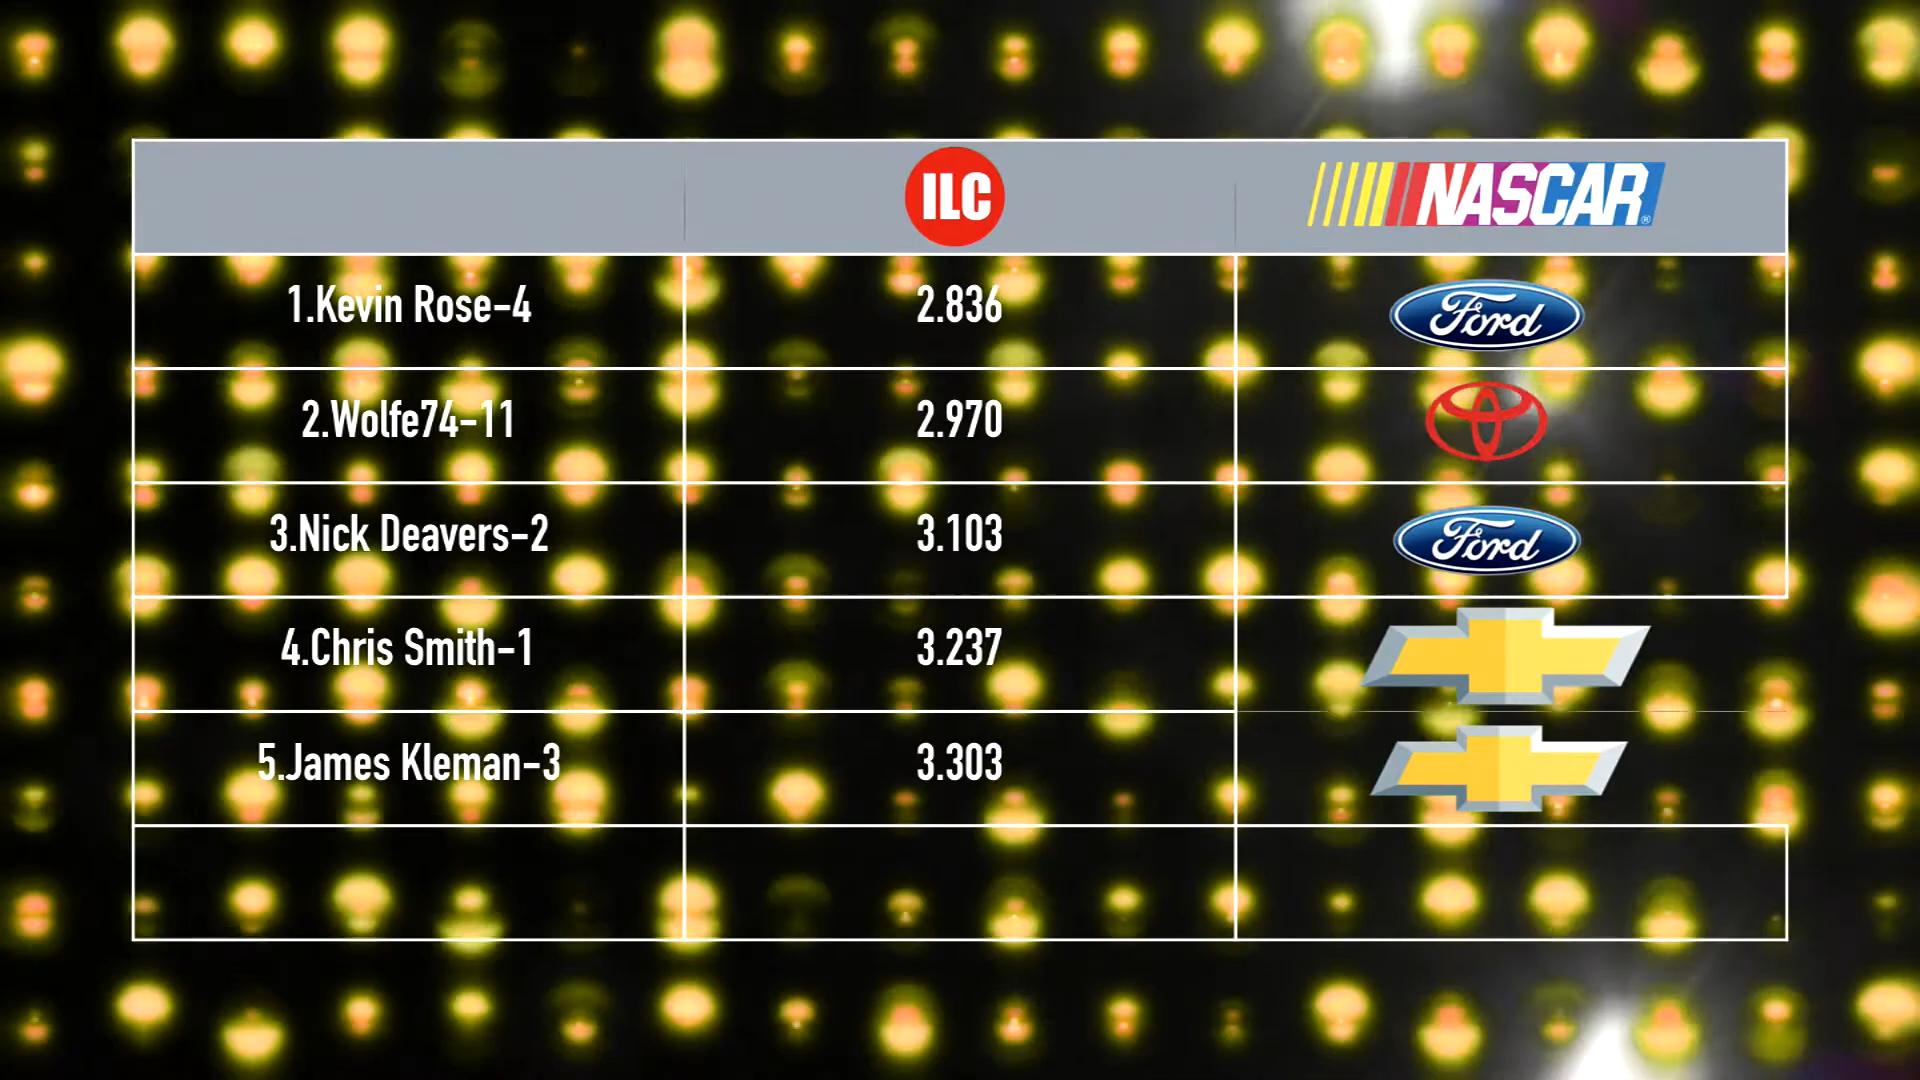 ILC NASCAR
1.Kevin Rose-4 2.836 Ford
2.Wolfe74-11 2.970
3.Nick Deavers-2 3.103 Ford
4.Chris Smith-1 3.237
5.James Kleman-3 3.303